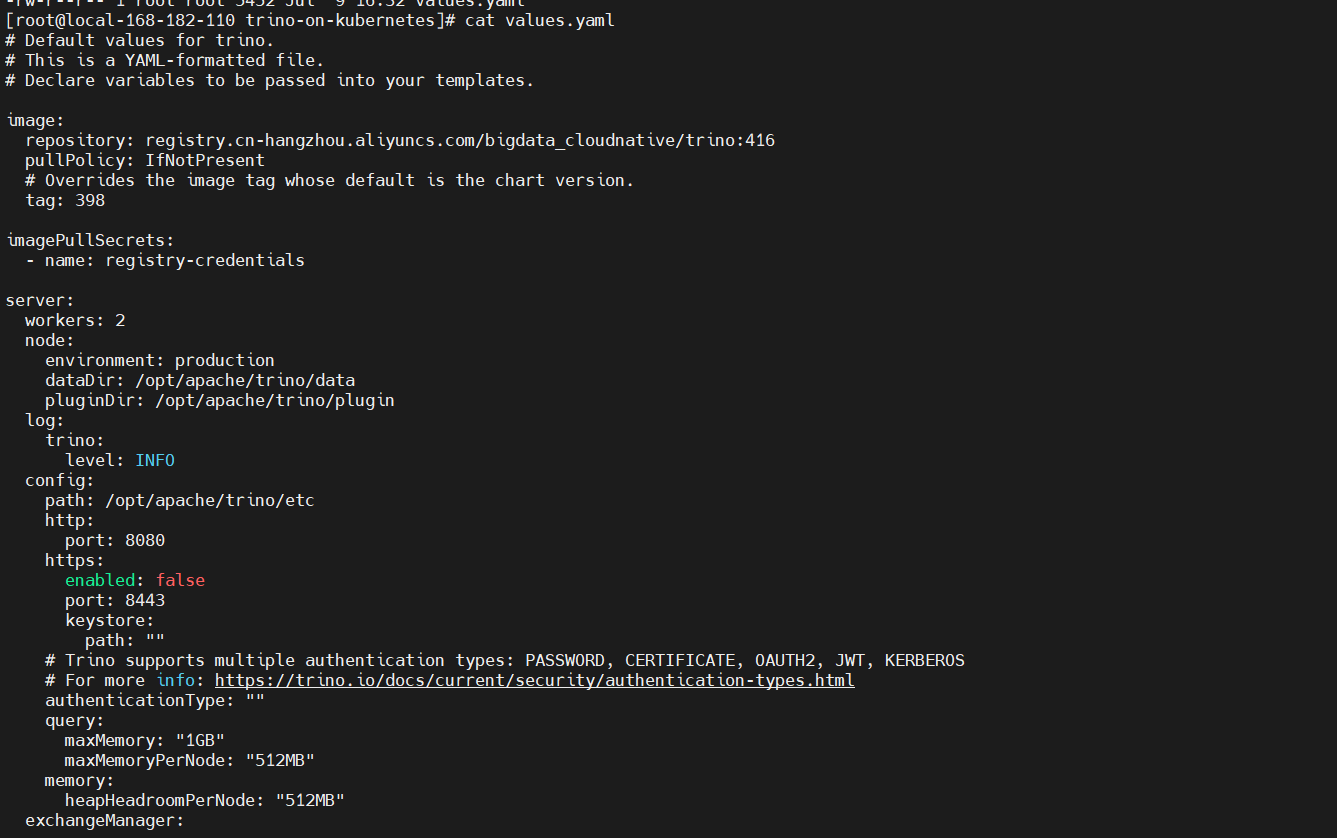 -rw-r--r-- 1 root root 5452 Jul  9 16:32 values.yaml
[root@local-168-182-110 trino-on-kubernetes]# cat values.yaml
# Default values for trino.
# This is a YAML-formatted file.
# Declare variables to be passed into your templates.
image:
  repository: registry.cn-hangzhou.aliyuncs.com/bigdata_cloudnative/trino:416
  pullPolicy: IfNotPresent
  # Overrides the image tag whose default is the chart version.
  tag: 398
imagePullSecrets:
  - name: registry-credentials
server:
  workers: 2
  node:
    environment: production
    dataDir: /opt/apache/trino/data
    pluginDir: /opt/apache/trino/plugin
  log:
    trino:
      level: INFO
  config:
    path: /opt/apache/trino/etc
    http:
      port: 8080
    https:
      enabled: false
      port: 8443
      keystore:
        path: ""
    # Trino supports multiple authentication types: PASSWORD, CERTIFICATE, OAUTH2, JWT, KERBEROS
    # For more info: https://trino.io/docs/current/security/authentication-types.html
    authenticationType: ""
    query:
      maxMemory: "1GB"
      maxMemoryPerNode: "512MB"
    memory:
      heapHeadroomPerNode: "512MB"
  exchangeManager: